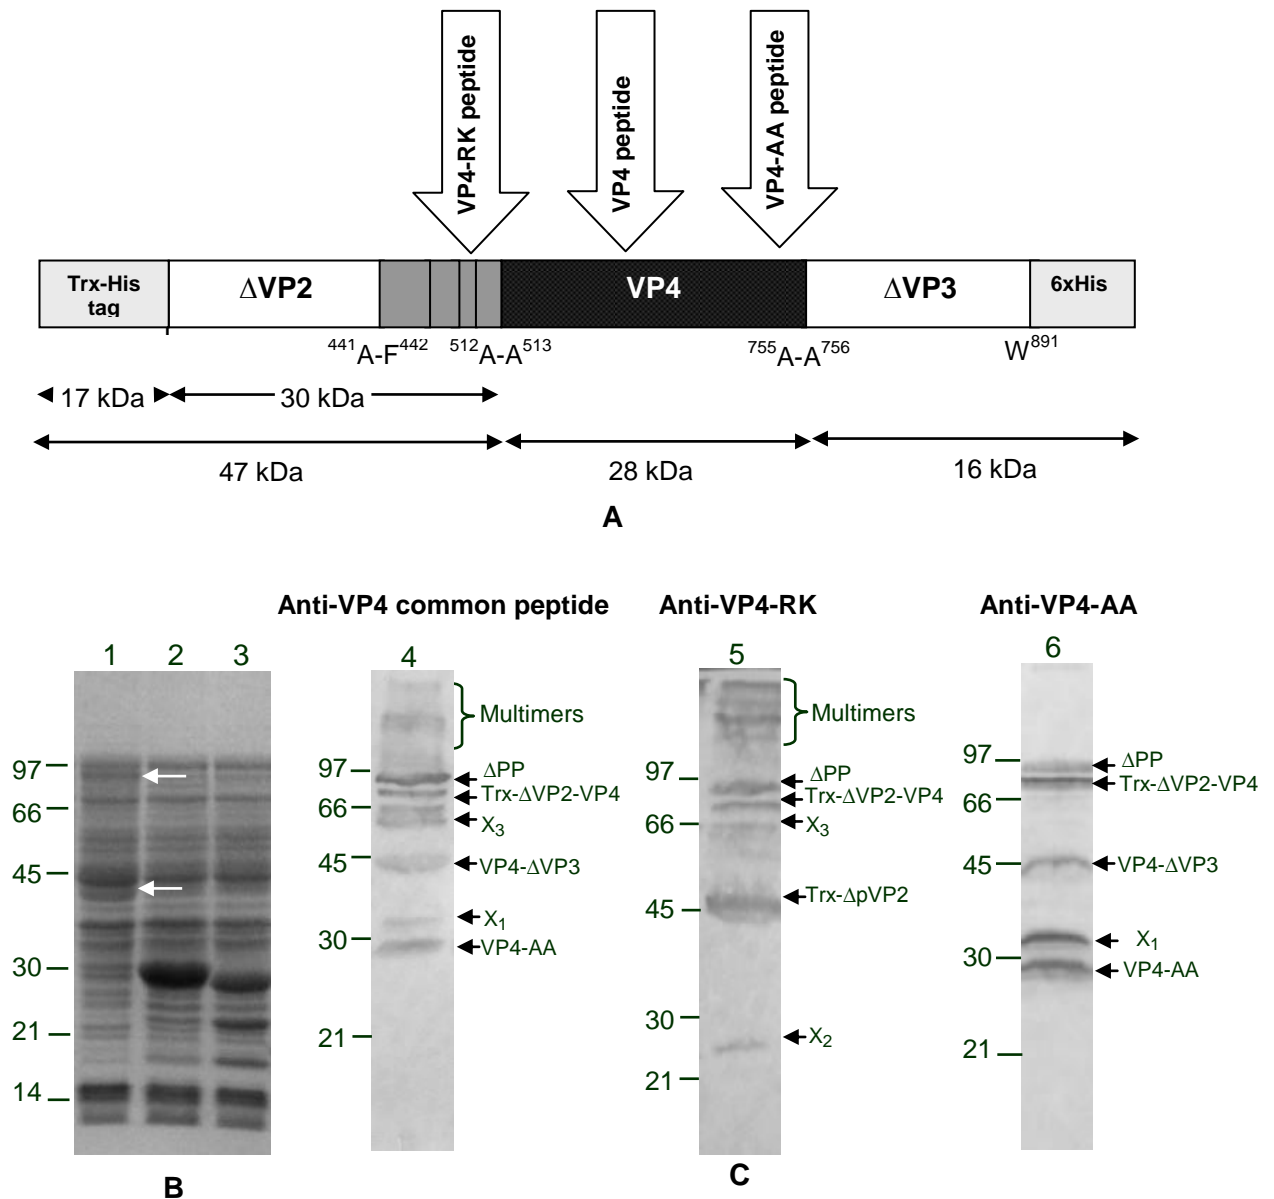 VP4-RK peptide
VP4 peptide
VP4-AA peptide
Trx-His tag
ΔVP2
VP4
ΔVP3
6xHis
441A-F442
512A-A513
755A-A756
W891
17 kDa
30 kDa
47 kDa
28 kDa
16 kDa
A
Anti-VP4 common peptide
Anti-VP4-RK
Anti-VP4-AA
1 2 3
97
66
45
30
21
14
B
4
Multimers
97
ΔPP
Trx-ΔVP2-VP4
66
X3
45
VP4-ΔVP3
X1
30
VP4-AA
21
5
Multimers
97
ΔPP
Trx-ΔVP2-VP4
66
X3
Trx-ΔpVP2
45
30
X2
21
C
6
97
ΔPP
Trx-ΔVP2-VP4
66
45
VP4-ΔVP3
X1
30
VP4-AA
21